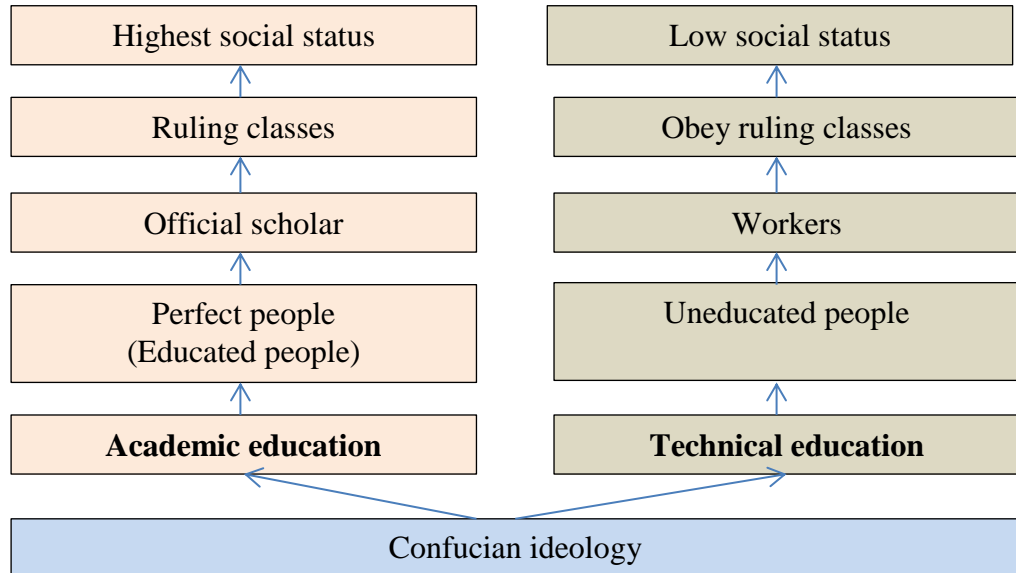 Highest social status
Low social status
Ruling classes
Obey ruling classes
Official scholar
Workers
Perfect people
(Educated people)
Uneducated people
Academic education
Technical education
Confucian ideology